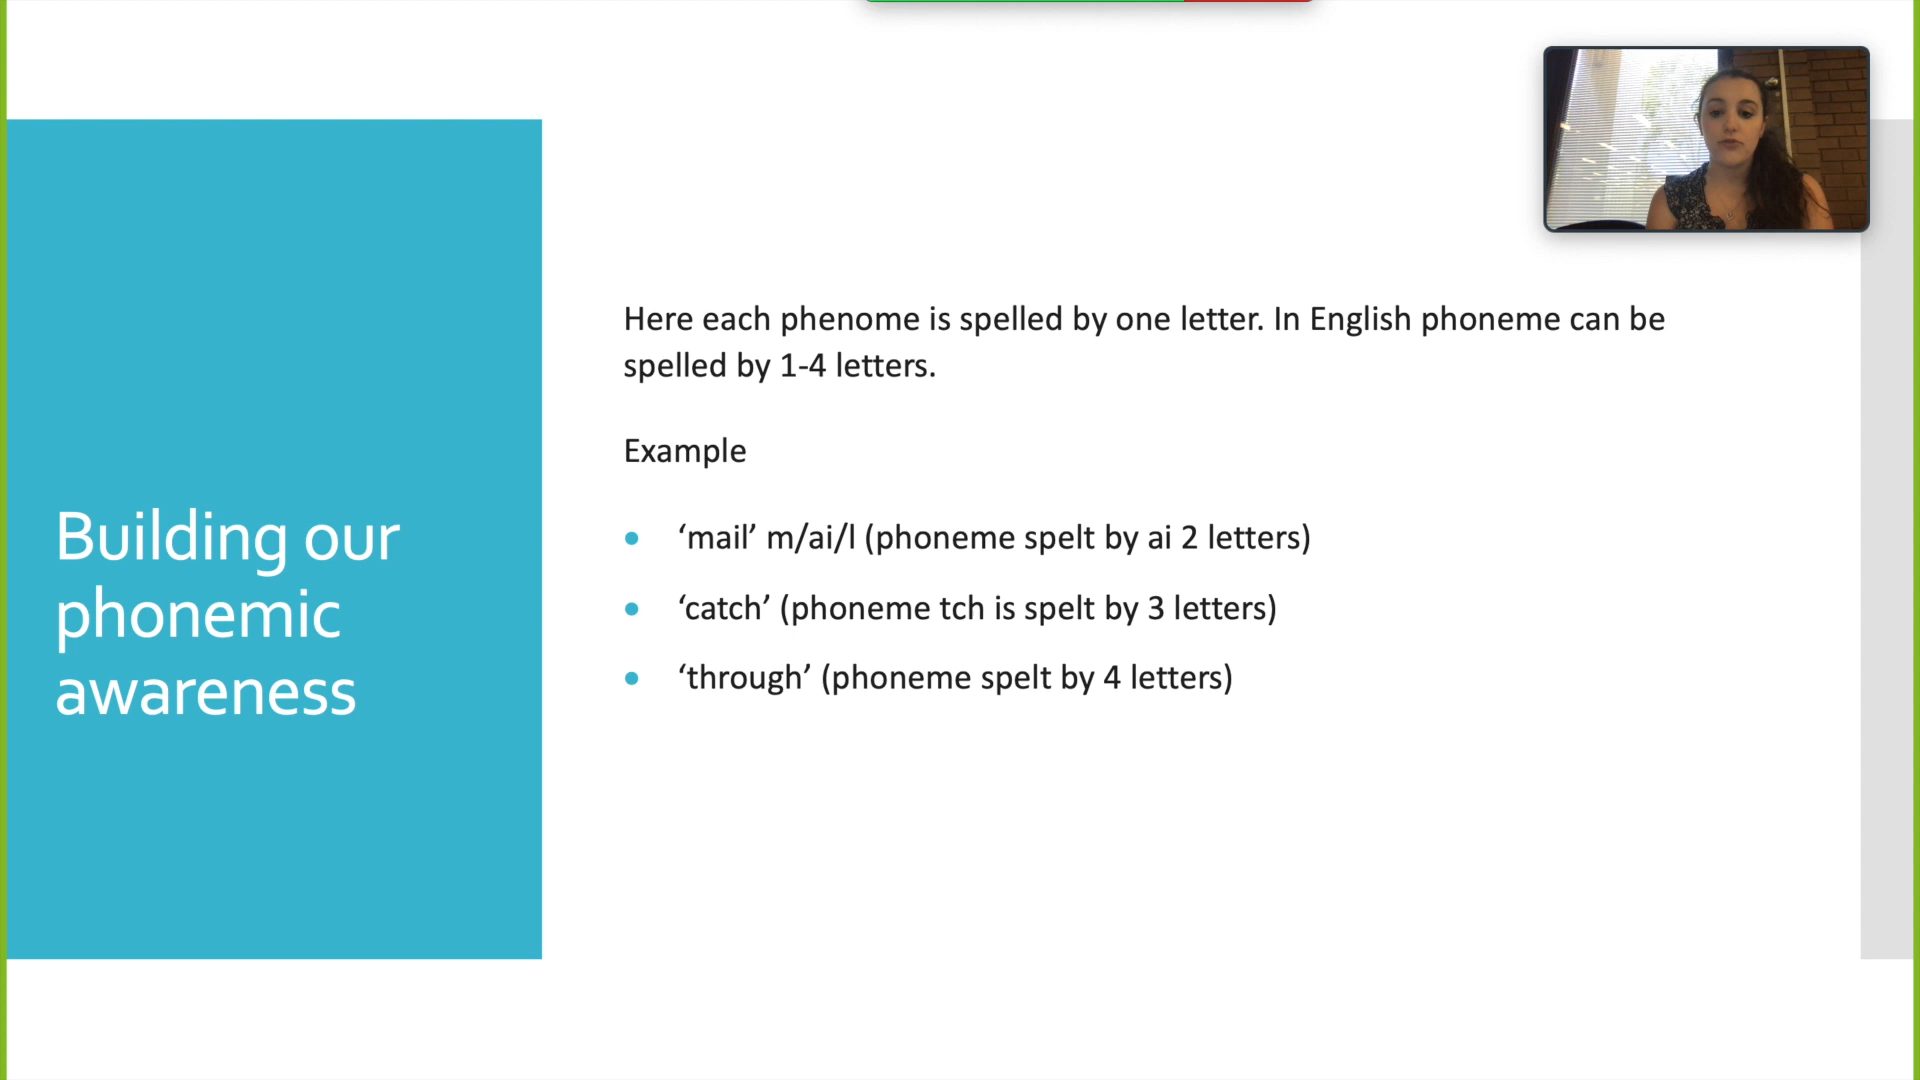 Building our
phonemic
awareness
Here each phenome is spelled by one letter. In English phoneme can be
spelled by 1-4 letters.
Example
• ‘mail’ m/ai/l (phoneme spelt by ai 2 letters)
• ‘catch’ (phoneme tch is spelt by 3 letters)
• ‘through’ (phoneme spelt by 4 letters)